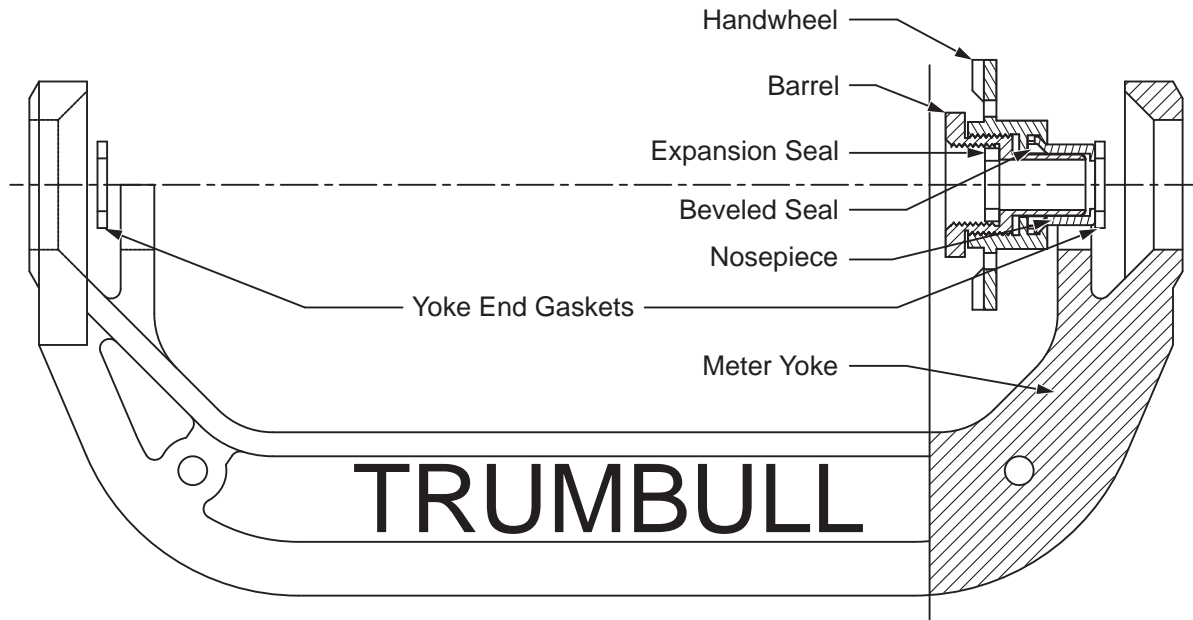 Handwheel
Barrel
Expansion Seal
Beveled Seal
Nosepiece
Yoke End Gaskets
Meter Yoke
TRUMBULL